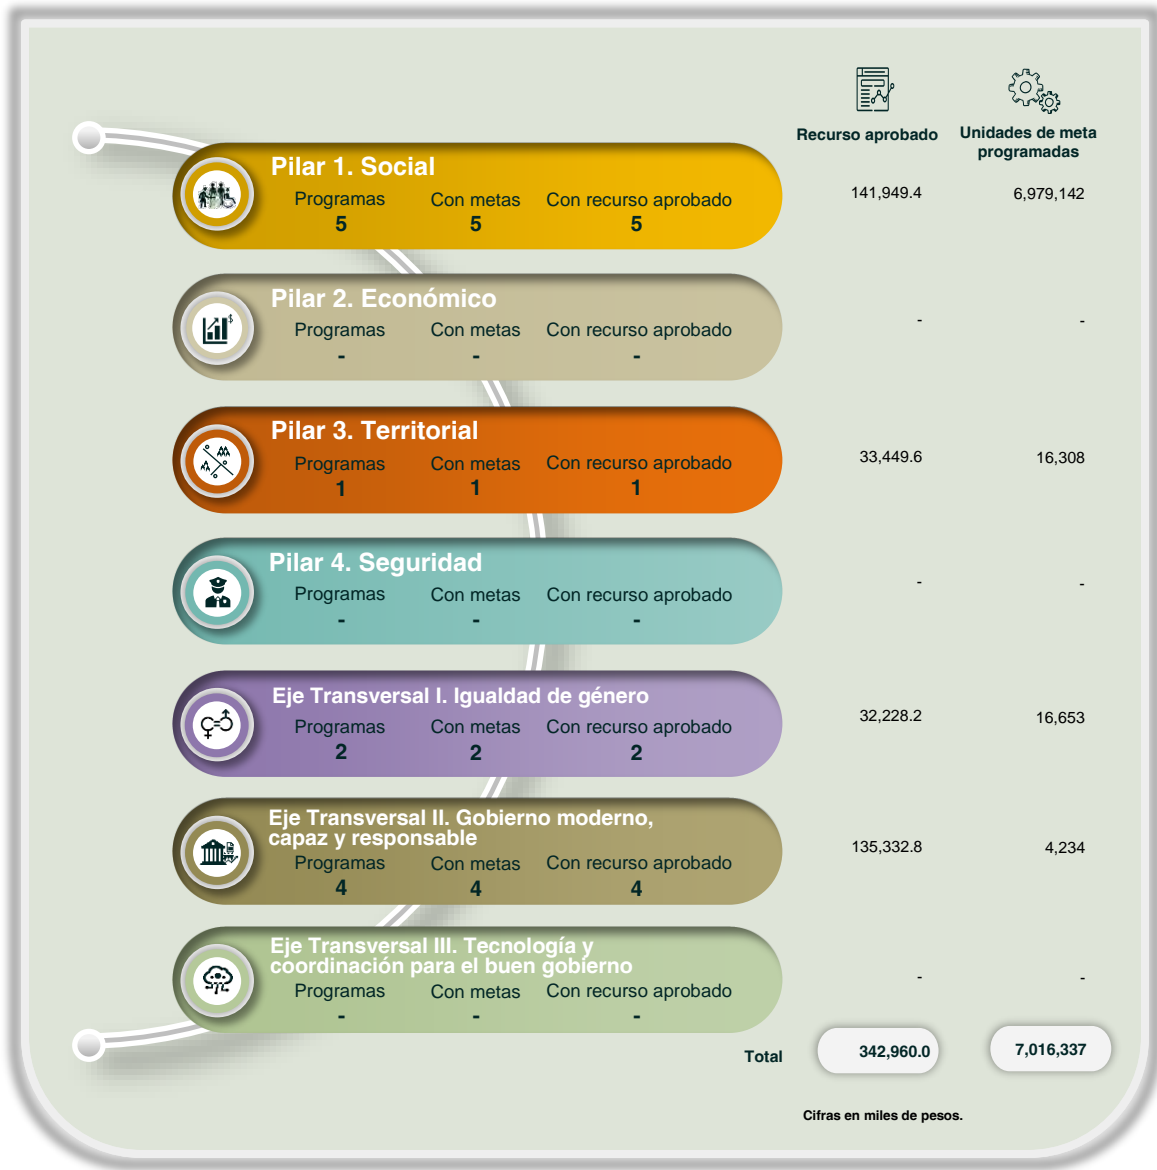 Recurso aprobado
Unidades de meta
programadas
Pilar 1. Social
Programas Con metas Con recurso aprobado
5 5 5
141,949.4 6,979,142
Pilar 2. Económico
Programas Con metas Con recurso aprobado
- - -
- -
Pilar 3. Territorial
Programas Con metas Con recurso aprobado
1 1 1
33,449.6 16,308
Pilar 4. Seguridad
Programas Con metas Con recurso aprobado
- - -
- -
Eje Transversal I. Igualdad de género
Programas Con metas Con recurso aprobado
2 2 2
32,228.2 16,653
Eje Transversal II. Gobierno moderno,
capaz y responsable
Programas Con metas Con recurso aprobado
4 4 4
135,332.8 4,234
Eje Transversal III. Tecnología y
coordinación para el buen gobierno
Programas Con metas Con recurso aprobado
- - -
- -
Total 342,960.0 7,016,337
Cifras en miles de pesos.